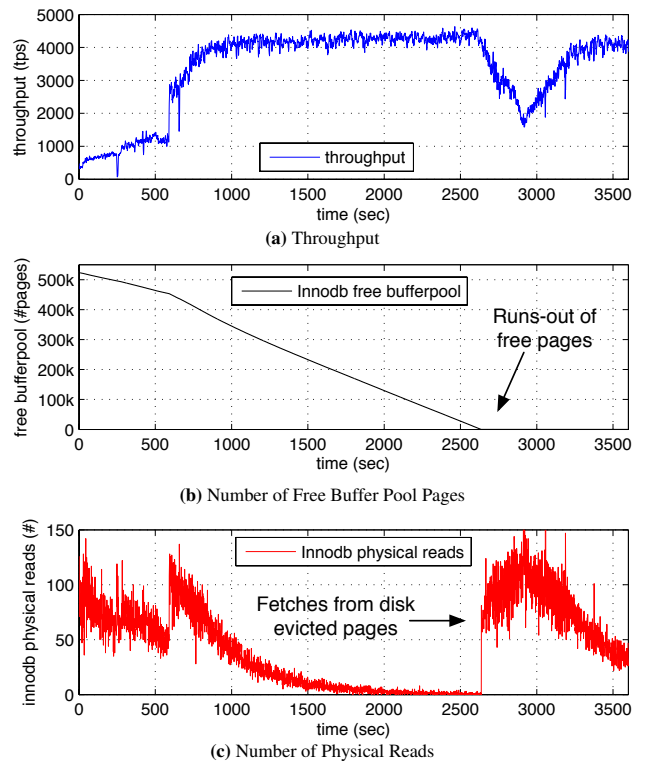 5000
4000
3000
2000
1000
0
throughput (tps)
throughput
0 500 1000 1500 2000 2500 3000 3500
time (sec)
(a) Throughput
500k
400k
300k
200k
100k
0
free bufferpool (#pages)
Innodb free bufferpool
Runs-out of
free pages
0 500 1000 1500 2000 2500 3000 3500
time (sec)
(b) Number of Free Buffer Pool Pages
150
100
50
0
innodb physical reads (#)
Innodb physical reads
Fetches from disk
evicted pages
0 500 1000 1500 2000 2500 3000 3500
time (sec)
(c) Number of Physical Reads